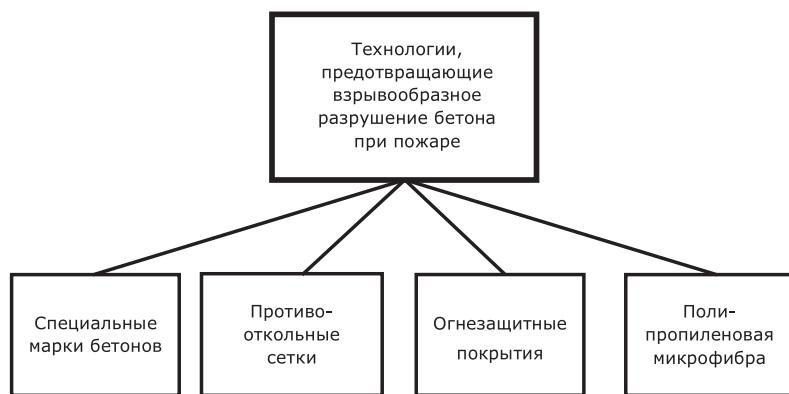 Технологии,
предотвращающие
взрывообразное
разрушение бетона
при пожаре
Специальные
марки бетонов
Противо-
откольные
сетки
Огнезащитные
покрытия
Поли-
пропиленовая
микрофибра